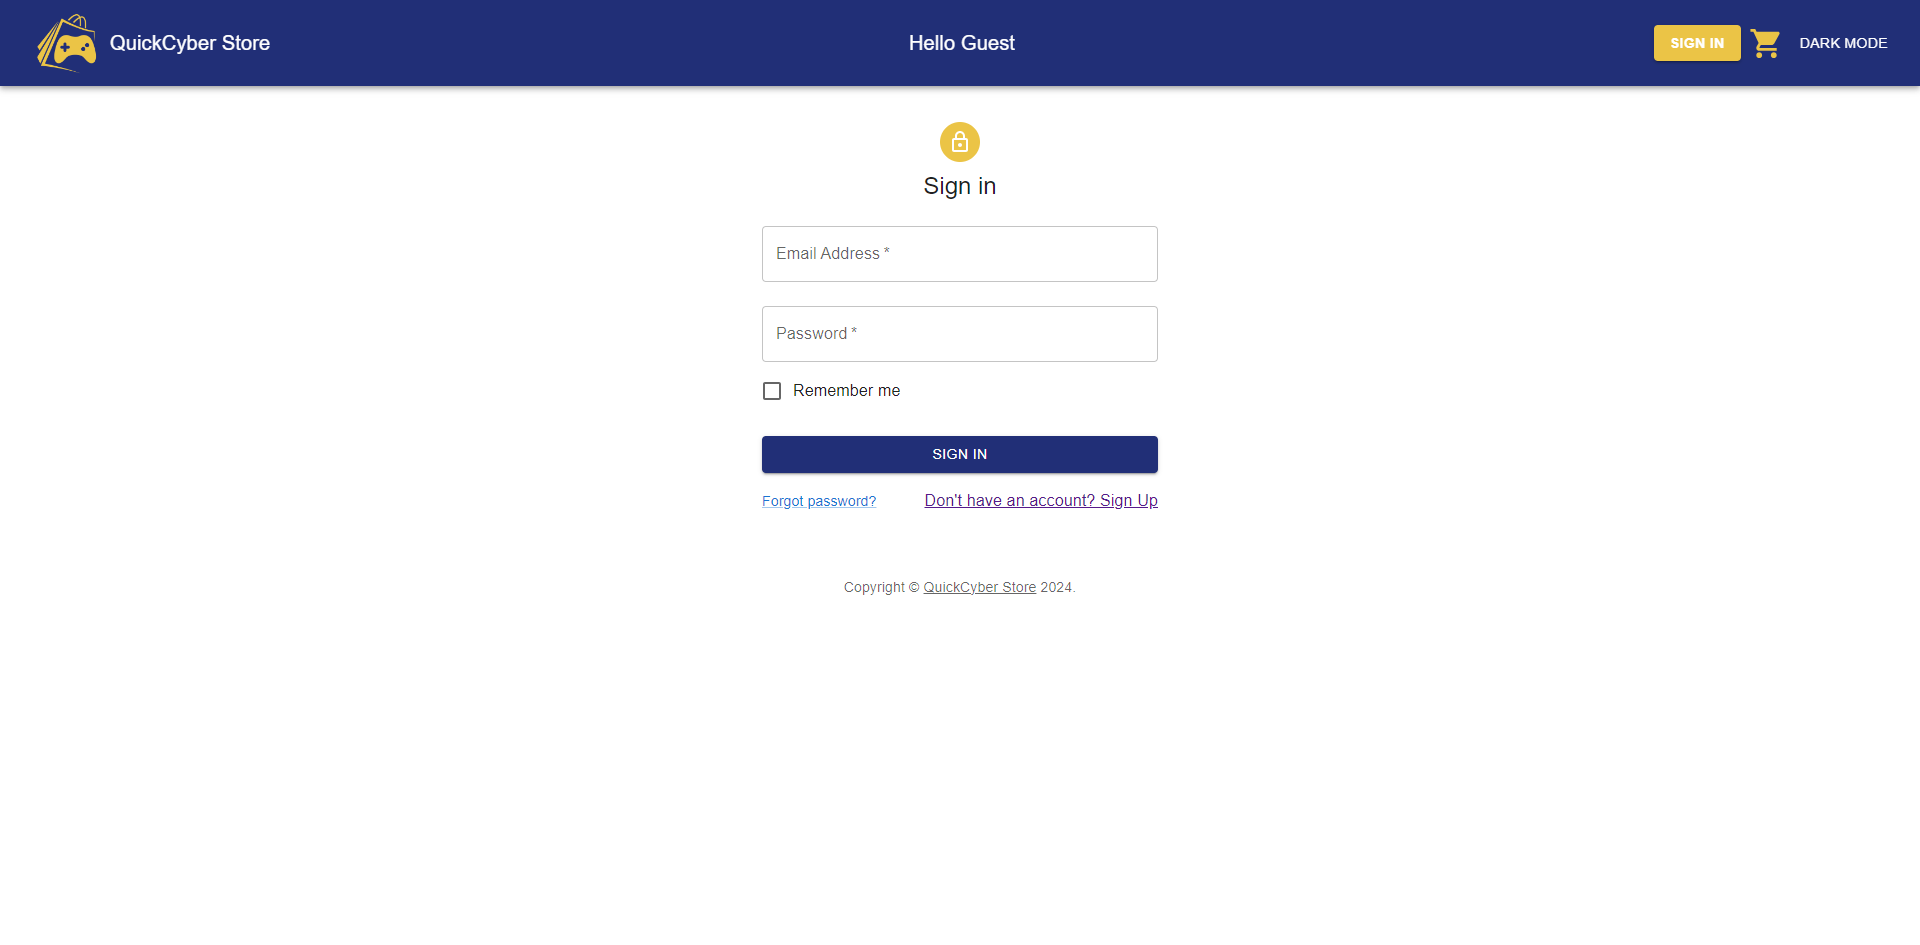 QuickCyber Store
Hello Guest
SIGN IN
DARK MODE
Sign in
Email Address *
Password *
Remember me
SIGN IN
Forgot password?
Don't have an account? Sign Up
Copyright © QuickCyber Store 2024.